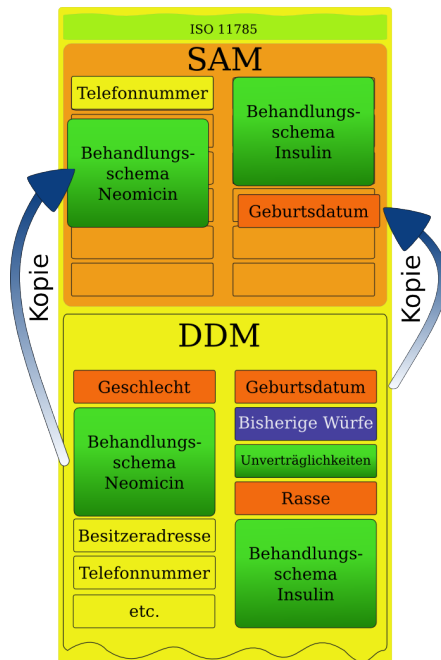 ISO 11785
SAM
Telefonnummer
Behandlungs-
schema
Neomicin
Behandlungs-
schema
Insulin
Geburtsdatum
Kopie
Kopie
DDM
Geschlecht
Behandlungs-
schema
Neomicin
Besitzeradresse
Telefonnummer
etc.
Geburtsdatum
Bisherige Würfe
Unverträglichkeiten
Rasse
Behandlungs-
schema
Insulin